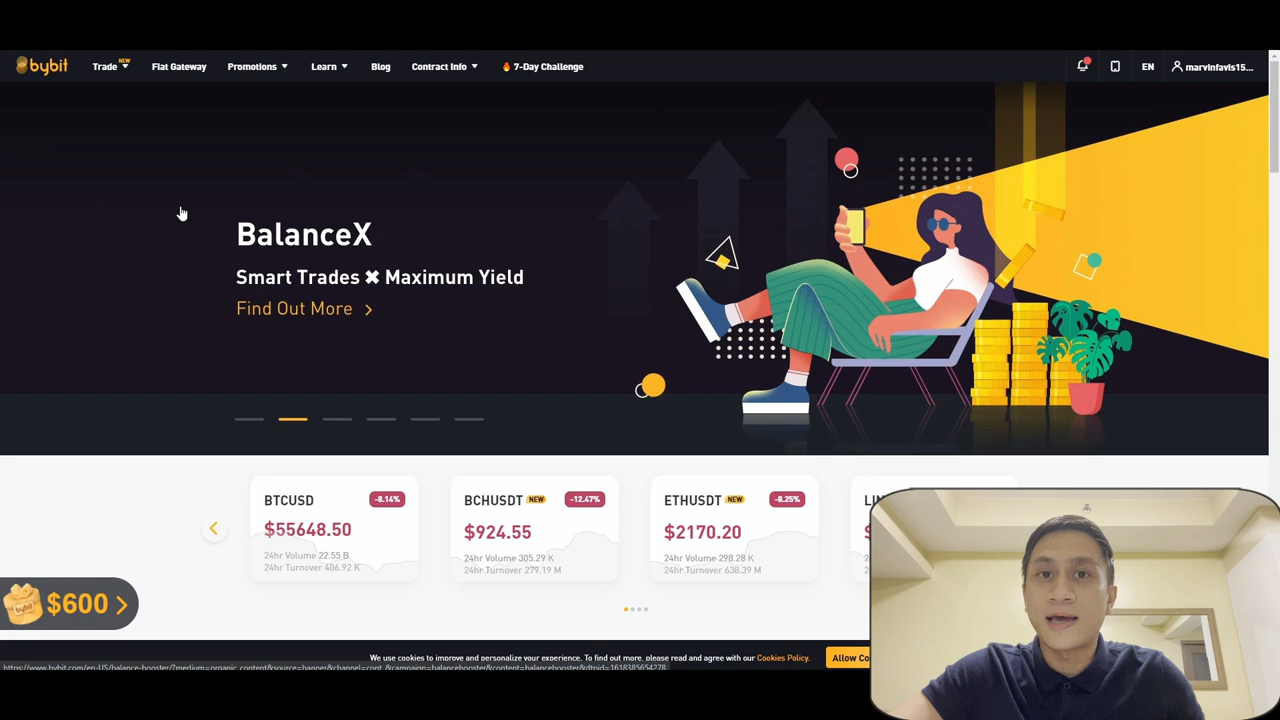 bybit
Trade NEW
Fiat Gateway
Promotions
Learn
Blog
Contract Info
7-Day Challenge
EN
marvinfavis15...
BalanceX
Smart Trades ✖ Maximum Yield
Find Out More >
BTCUSD
-8.14%
$55648.50
24hr Volume 22.55 B
24hr Turnover 406.92 K
BCHUSDT NEW
-12.47%
$924.55
24hr Volume 305.29 K
24hr Turnover 279.19 M
ETHUSDT NEW
-8.25%
$2170.20
24hr Volume 298.28 K
24hr Turnover 638.39 M
bybit
$600 >
We use cookies to improve and personalize your experience. To find out more, please read and agree with our Cookies Policy.
Allow Co